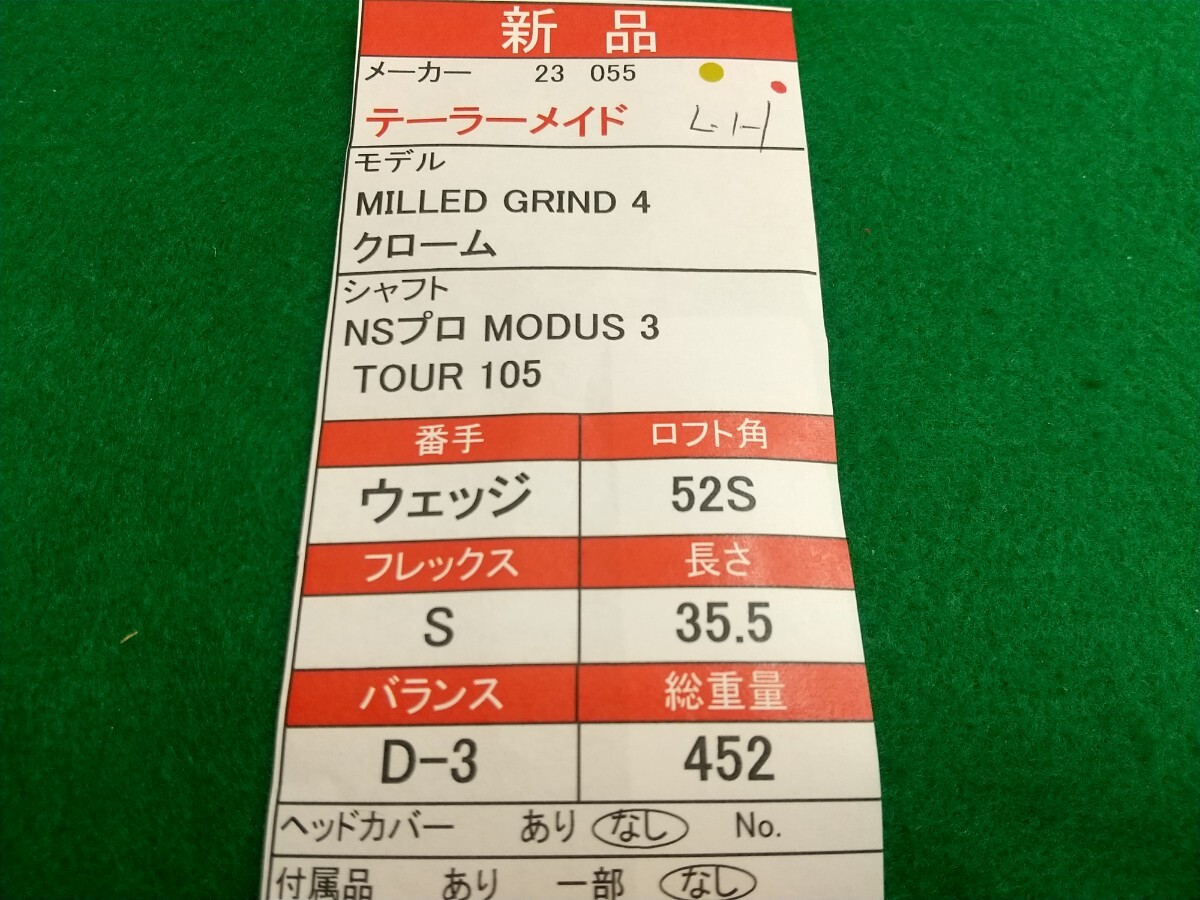 新 品
メーカー 23 055
テーラーメイド L-H
モデル
MILLED GRIND 4
クローム
シャフト
NSプロ MODUS 3
TOUR 105
番手 ロフト角
ウェッジ 52S
フレックス 長さ
S 35.5
バランス 総重量
D-3 452
ヘッドカバー あり なし No.
付属品 あり 一部 なし